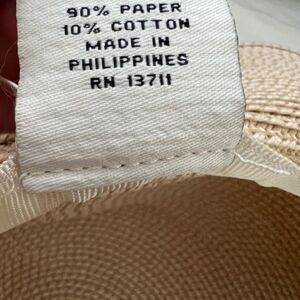 90% PAPER
10% COTTON
MADE IN
PHILIPPINES
RN 13711